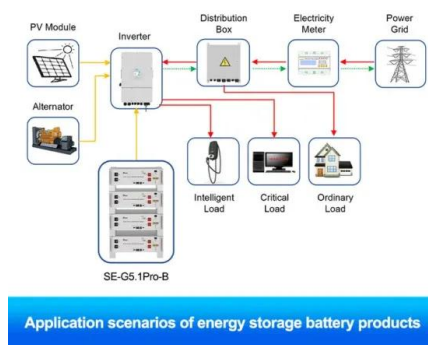 PV Module
Inverter
Distribution
Box
Electricity
Meter
Power
Grid
Alternator
Intelligent
Load
Critical
Load
Ordinary
Load
SE-G5.1Pro-B
Application scenarios of energy storage battery products